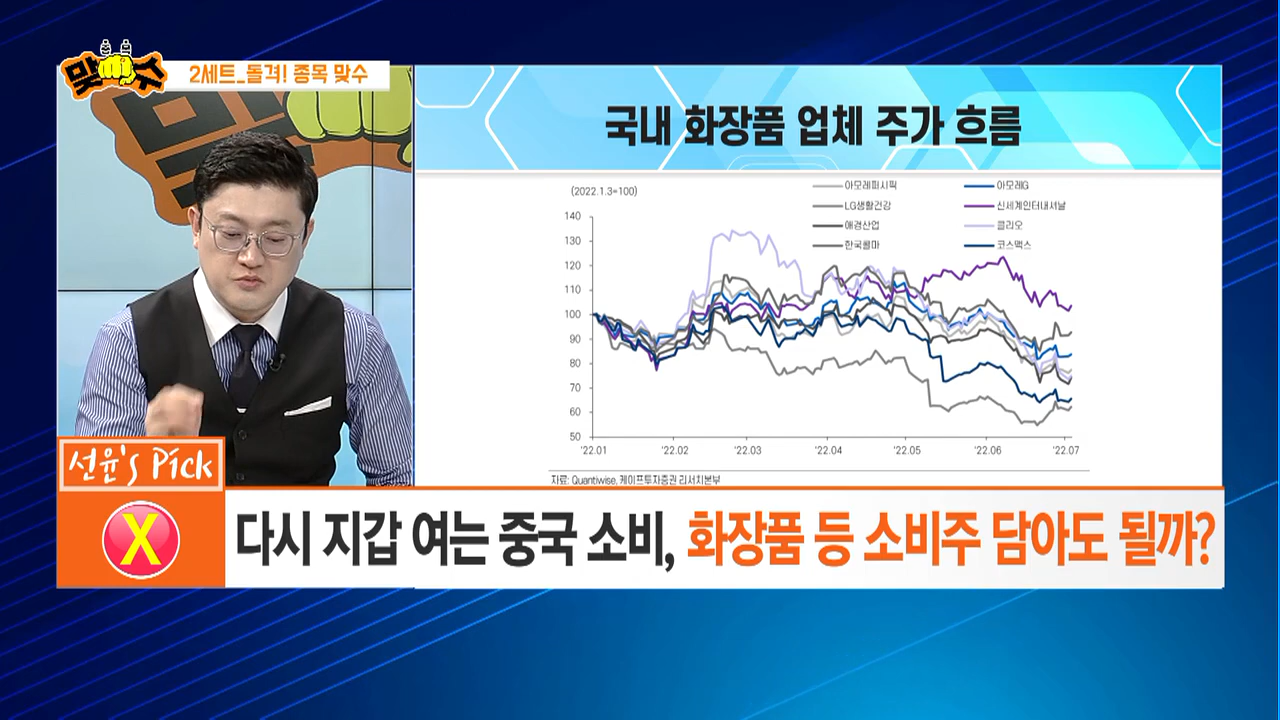 종목
맞수
2세트_돌격! 종목 맞수
국내 화장품 업체 주가 흐름
(2022.1.3=100)
아모레퍼시픽
아모레G
LG생활건강
신세계인터내셔날
애경산업
클리오
한국콜마
코스맥스
140
130
120
110
100
90
80
70
60
50
'22.01
'22.02
'22.03
'22.04
'22.05
'22.06
'22.07
자료: Quantiwise, 케이프투자증권 리서치본부
선윤's Pick
X
다시 지갑 여는 중국 소비, 화장품 등 소비주 담아도 될까?